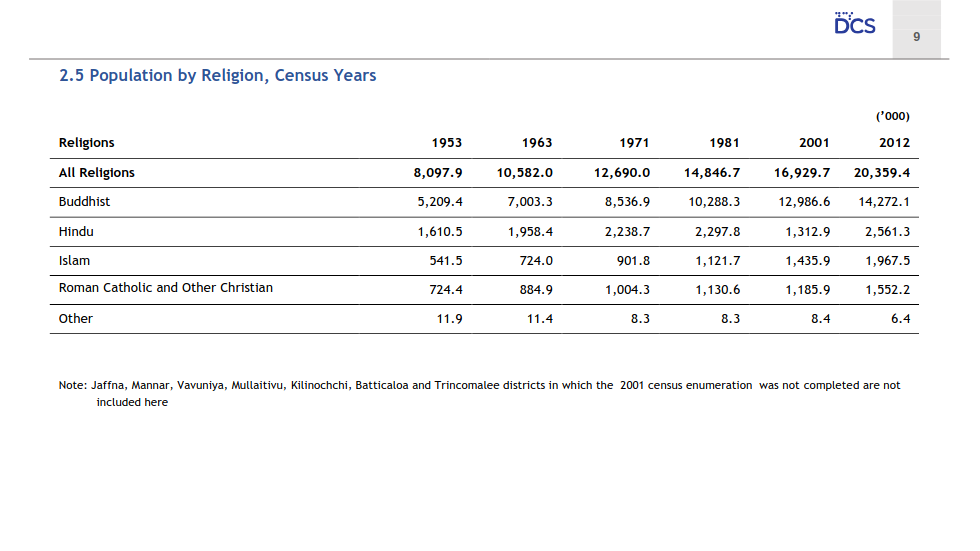 DCS
9
2.5 Population by Religion, Census Years
(’000)
Religions 1953 1963 1971 1981 2001 2012
All Religions 8,097.9 10,582.0 12,690.0 14,846.7 16,929.7 20,359.4
Buddhist 5,209.4 7,003.3 8,536.9 10,288.3 12,986.6 14,272.1
Hindu 1,610.5 1,958.4 2,238.7 2,297.8 1,312.9 2,561.3
Islam 541.5 724.0 901.8 1,121.7 1,435.9 1,967.5
Roman Catholic and Other Christian 724.4 884.9 1,004.3 1,130.6 1,185.9 1,552.2
Other 11.9 11.4 8.3 8.3 8.4 6.4
Note: Jaffna, Mannar, Vavuniya, Mullaitivu, Kilinochchi, Batticaloa and Trincomalee districts in which the 2001 census enumeration was not completed are not
included here